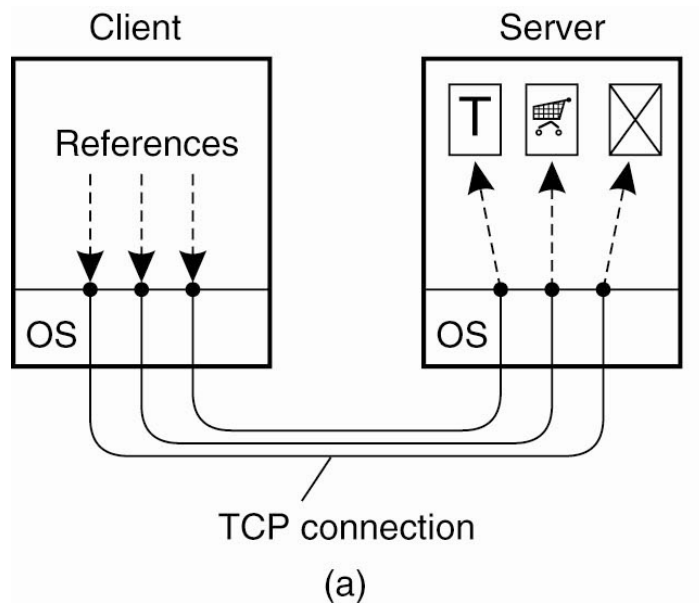 Client
Server
References
T
OS
OS
TCP connection
(a)